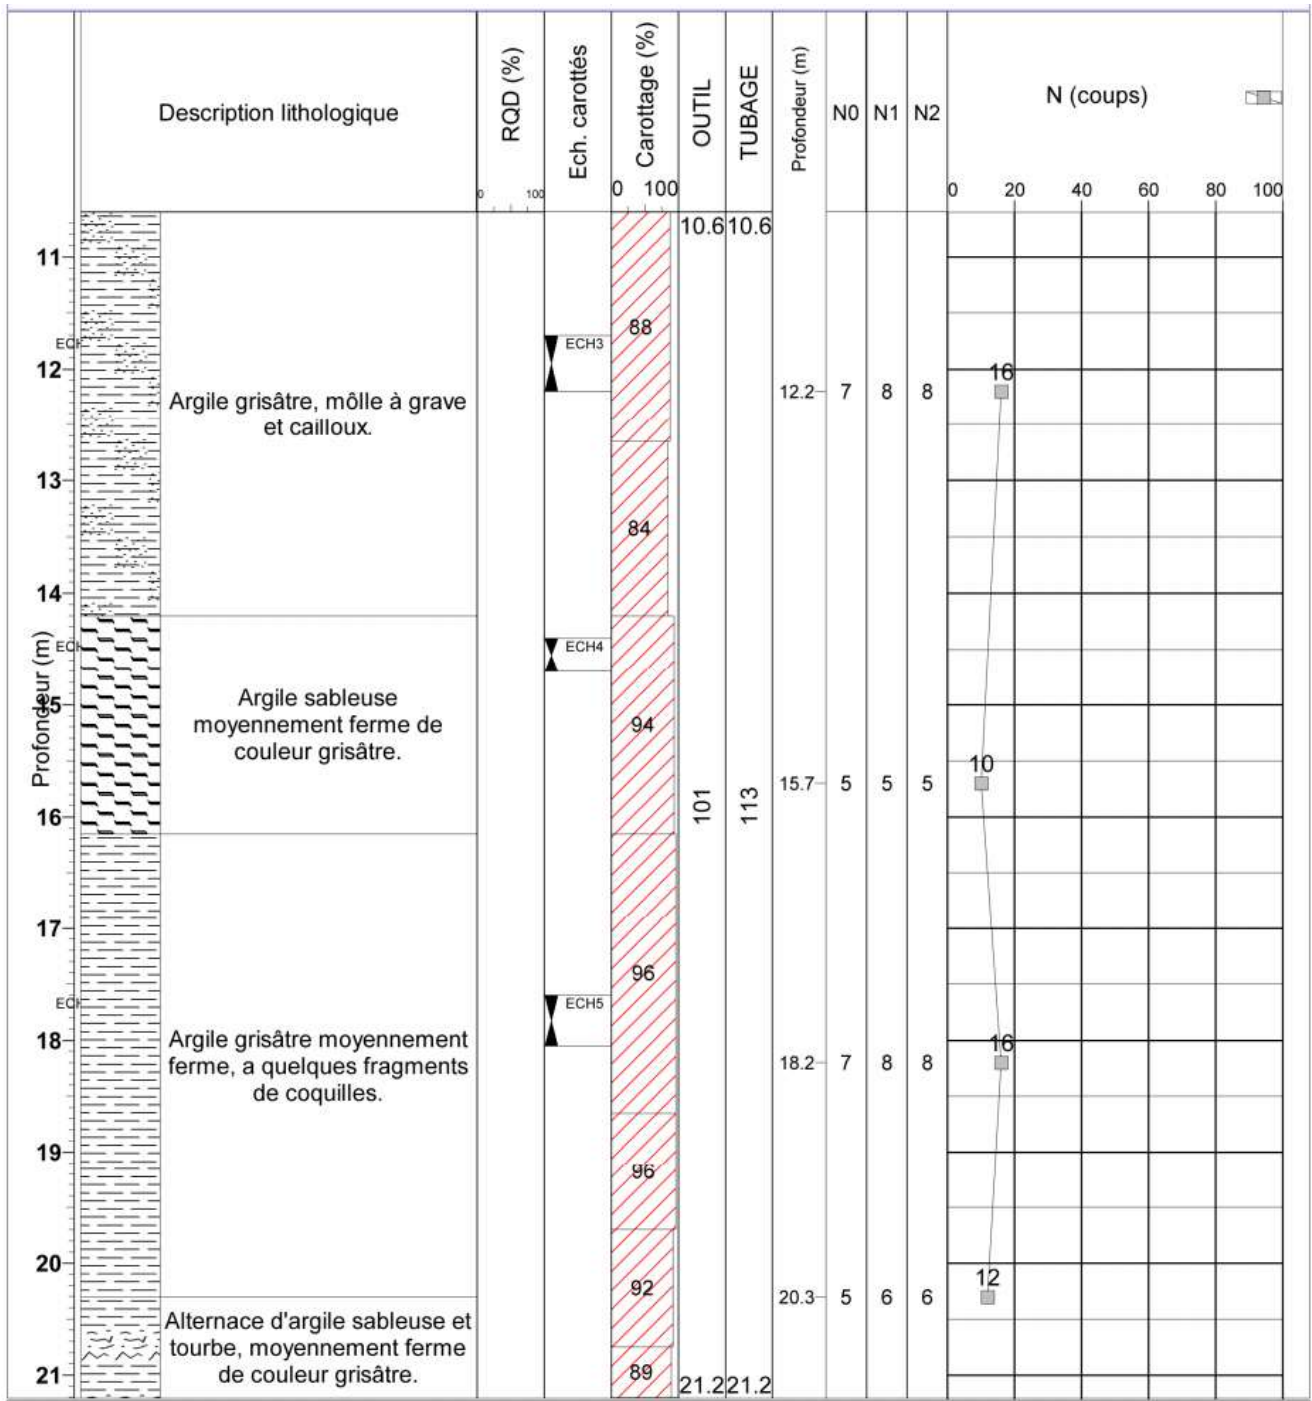 Description lithologique
RQD (%)
0 100
Ech. carottés
Carottage (%)
0 100
OUTIL
TUBAGE
Profondeur (m)
N0 N1 N2
N (coups)
0 20 40 60 80 100
Profondeur (m)
10.6 10.6
11
88
ECH3
12
12.2 7 8 8
16
Argile grisâtre, môlle à grave
et cailloux.
13
84
14
ECH4
15
Argile sableuse
moyennement ferme de
couleur grisâtre.
94
10
15.7 5 5 5
101
113
16
17
96
ECH5
18
Argile grisâtre moyennement
ferme, a quelques fragments
de coquilles.
16
18.2 7 8 8
19
96
20
92
12
20.3 5 6 6
Alternace d'argile sableuse et
tourbe, moyennement ferme
de couleur grisâtre.
21
89
21.2 21.2